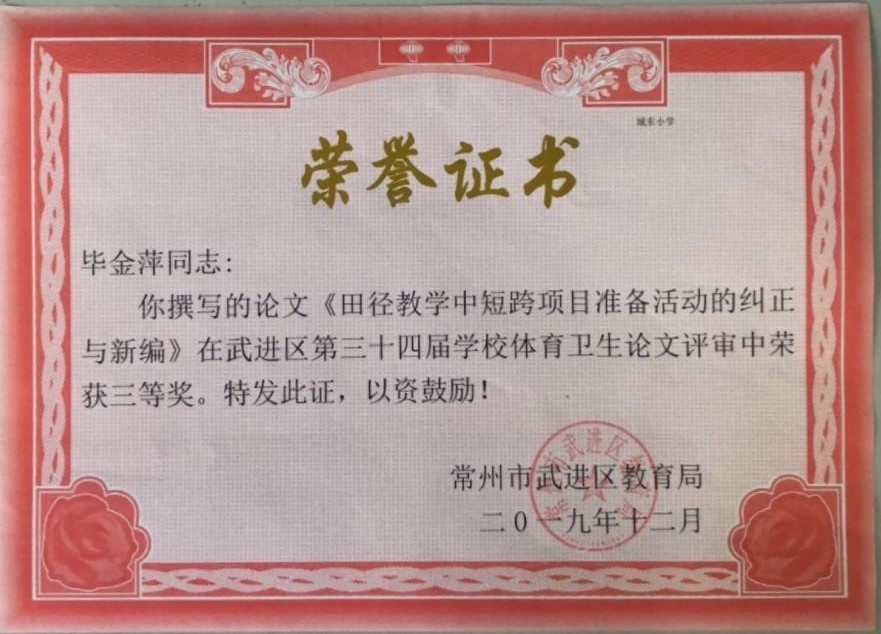 城东小学
荣誉证书
毕金萍同志:
你撰写的论文《田径教学中短跨项目准备活动的纠正
与新编》在武进区第三十四届学校体育卫生论文评审中荣
获三等奖。特发此证，以资鼓励！
常州市武进区教育局
二0一九年十二月